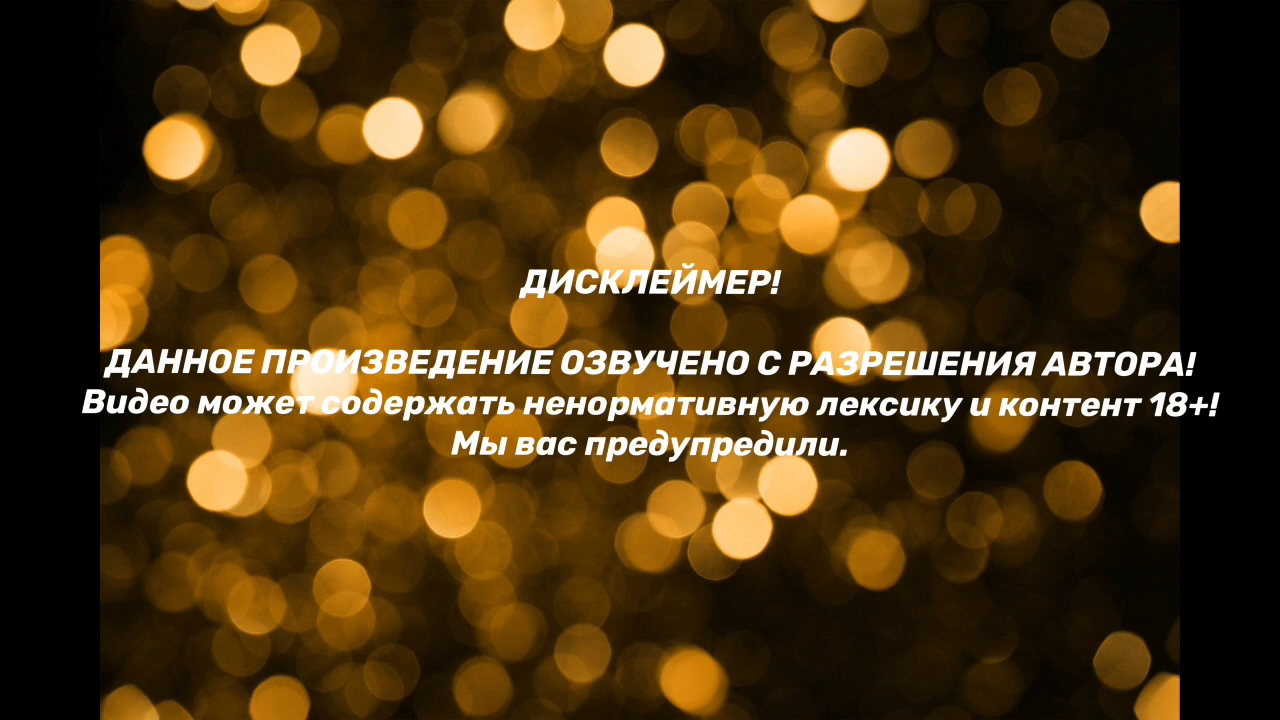 ДИСКЛЕЙМЕР!
ДАННОЕ ПРОИЗВЕДЕНИЕ ОЗВУЧЕНО С РАЗРЕШЕНИЯ АВТОРА!
Видео может содержать ненормативную лексику и контент 18+!
Мы вас предупредили.